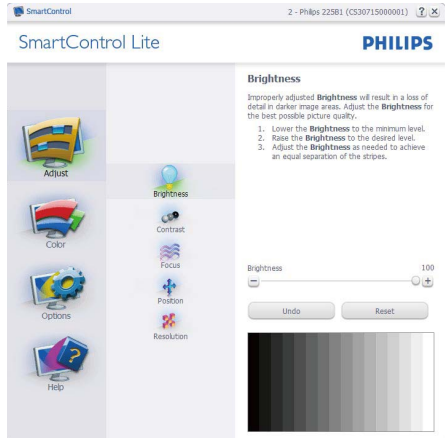 SmartControl
2 - Philips 225B1 (CS30715000001) ? X
SmartControl Lite
PHILIPS
Adjust
Color
Options
Help
Brightness
Contrast
Focus
Position
Resolution
Brightness
Improperly adjusted Brightness will result in a loss of
detail in darker image areas. Adjust the Brightness for
the best possible picture quality.
1. Lower the Brightness to the minimum level.
2. Raise the Brightness to the desired level.
3. Adjust the Brightness as needed to achieve
an equal separation of the stripes.
Brightness 100
Undo Reset